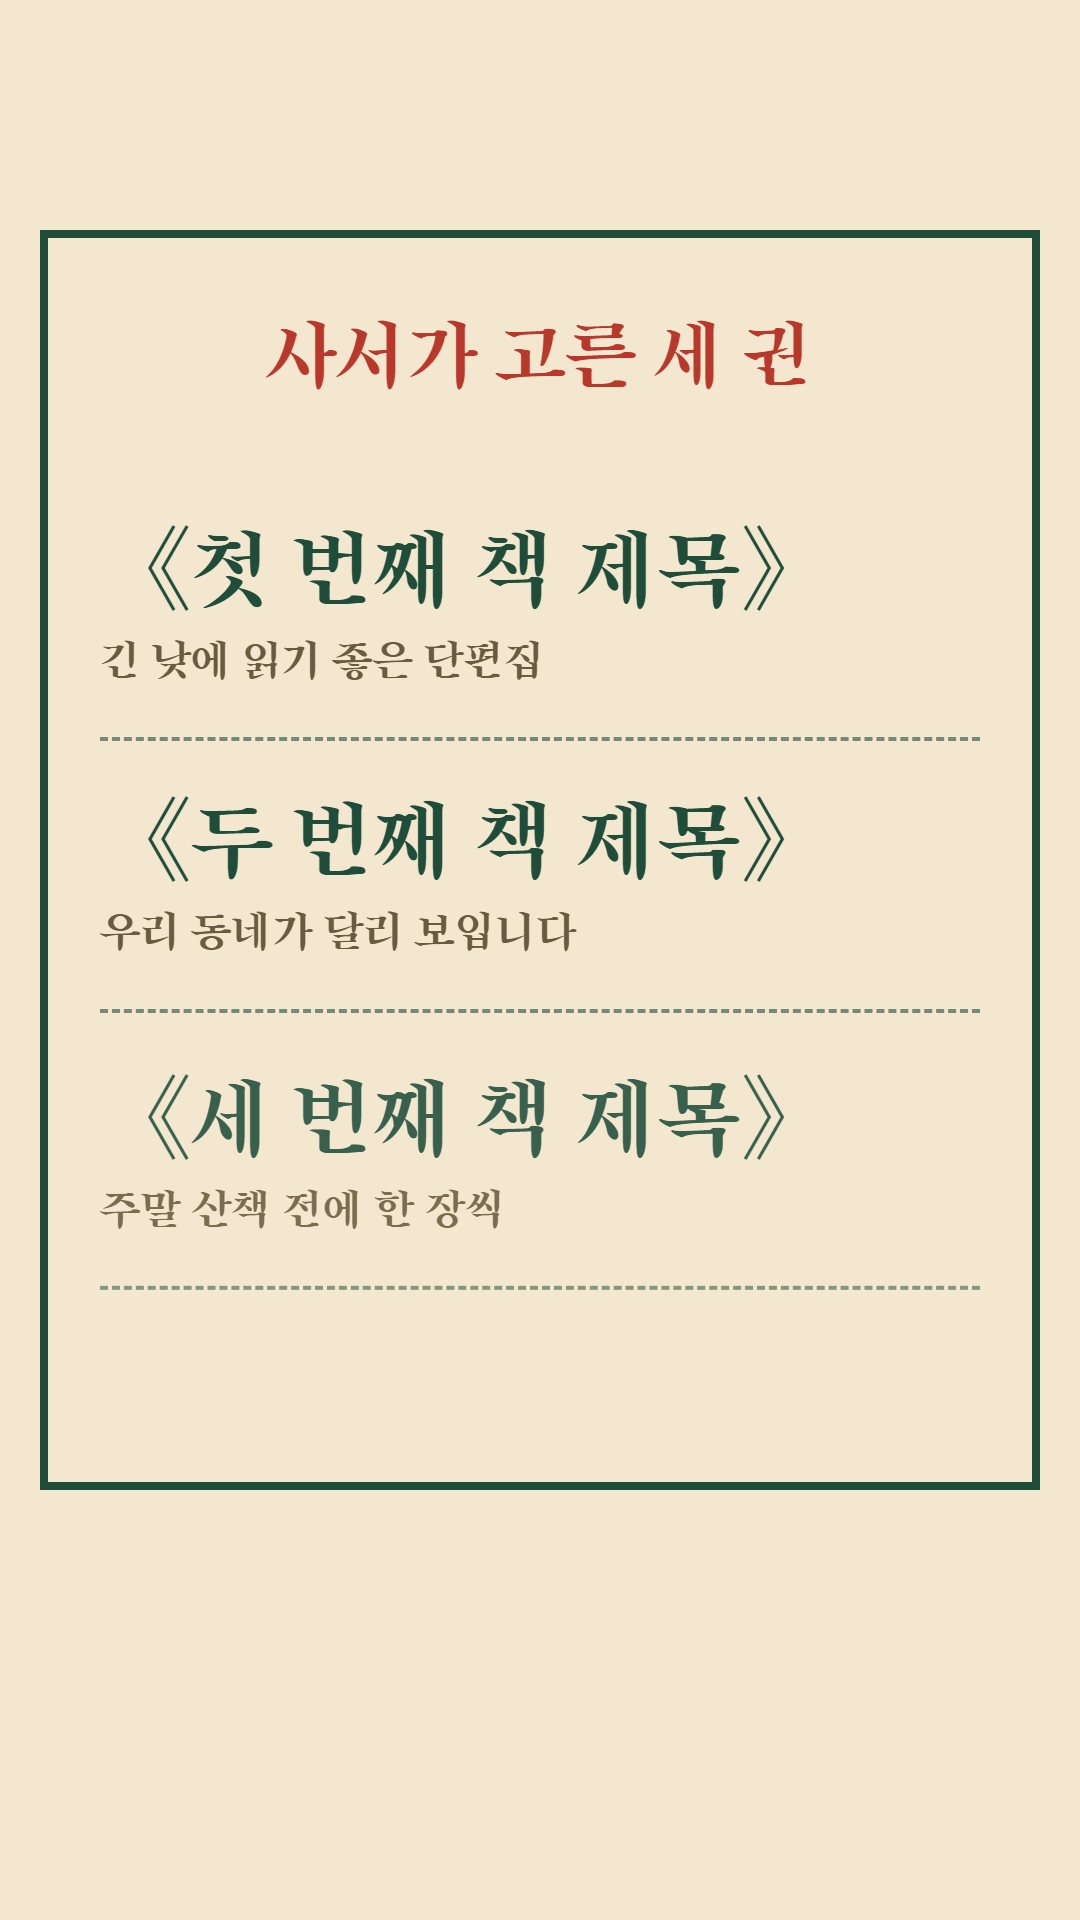 사서가 고른 세 권
《첫 번째 책 제목》
긴 낮에 읽기 좋은 단편집
《두 번째 책 제목》
우리 동네가 달리 보입니다
《세 번째 책 제목》
주말 산책 전에 한 장씩